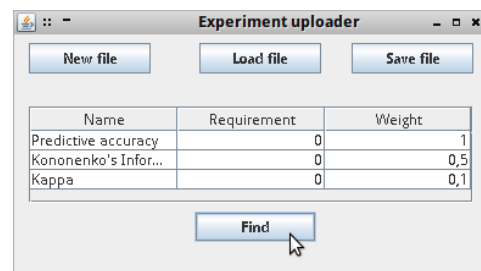 Experiment uploader
New file Load file Save file
Name Requirement Weight
Predictive accuracy 0 1
Kononenko's Infor... 0 0,5
Kappa 0 0,1
Find